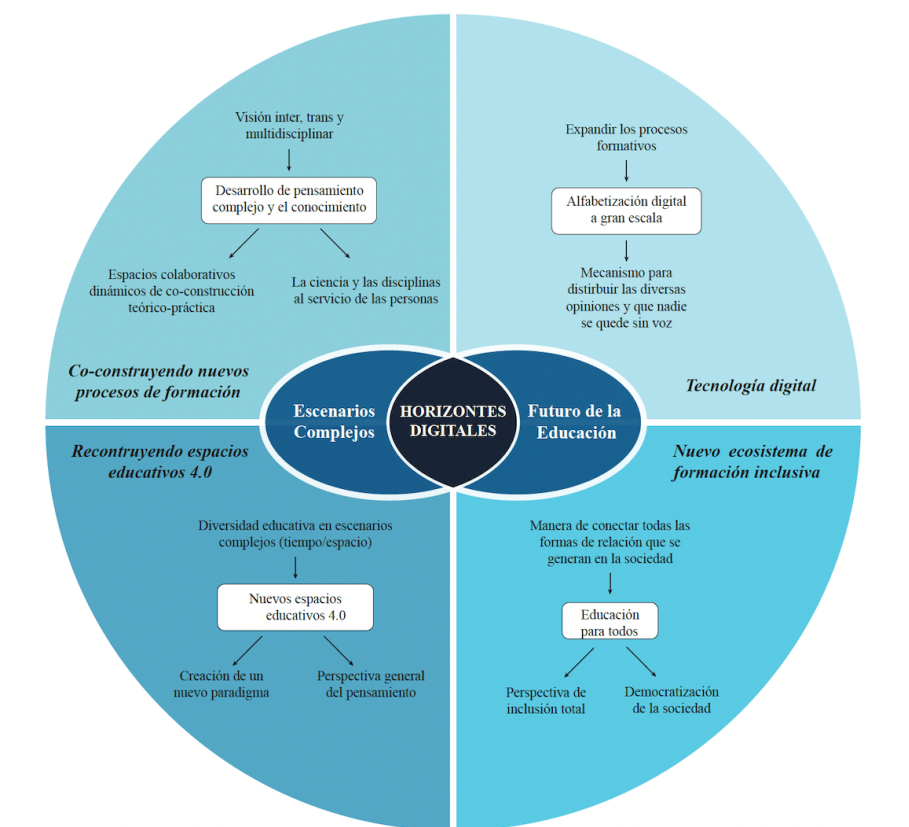 Visión inter, trans y
multidisciplinar
Desarrollo de pensamiento
complejo y el conocimiento
Espacios colaborativos
dinámicos de co-construcción
teórico-práctica
La ciencia y las disciplinas
al servicio de las personas
Co-construyendo nuevos
procesos de formación
Expandir los procesos
formativos
Alfabetización digital
a gran escala
Mecanismo para
distirbuir las diversas
opiniones y que nadie
se quede sin voz
Tecnología digital
Escenarios
Complejos
HORIZONTES
DIGITALES
Futuro de la
Educación
Recontruyendo espacios
educativos 4.0
Diversidad educativa en escenarios
complejos (tiempo/espacio)
Nuevos espacios
educativos 4.0
Creación de un
nuevo paradigma
Perspectiva general
del pensamiento
Nuevo ecosistema de
formación inclusiva
Manera de conectar todas las
formas de relación que se
generan en la sociedad
Educación
para todos
Perspectiva de
inclusión total
Democratización
de la sociedad